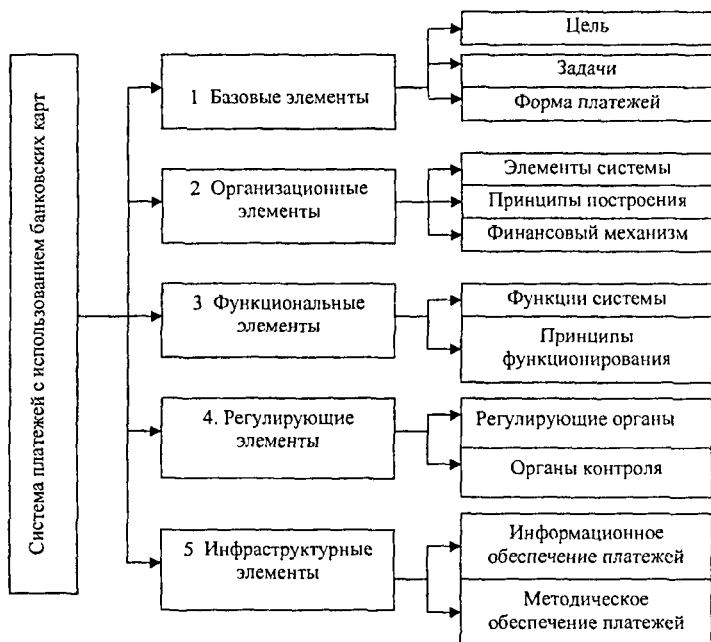 Система платежей с использованием банковских карт
1 Базовые элементы
Цель
Задачи
Форма платежей
2 Организационные
элементы
Элементы системы
Принципы построения
Финансовый механизм
3 Функциональные
элементы
Функции системы
Принципы
функционирования
4. Регулирующие
элементы
Регулирующие органы
Органы контроля
5 Инфраструктурные
элементы
Информационное
обеспечение платежей
Методическое
обеспечение платежей